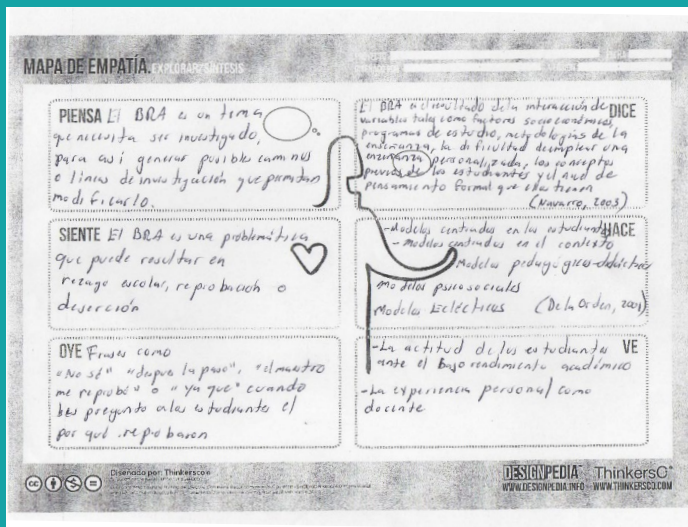 MAPA DE EMPATÍA. EXPLORAR/SÍNTESIS
PIENSA El BRA es un tema
que necesita ser investigado,
para así generar posibles caminos
o líneas de investigación que permitan
modificarlo.
El BRA es el resultado de la interacción de DICE
variables tales como factores socioeconómicos,
programas de estudio, metodologías de la
enseñanza, la dificultad de emplear una
enseñanza personalizada, los conceptos
previos de los estudiantes y el nivel de
pensamiento formal que ellos tienen
(Navarro, 2003)
SIENTE El BRA es una problemática
que puede resultar en
rezago escolar, reprobación o
deserción
-Modelos centrados en los estudiantes HACE
-Modelos centrados en el contexto
Modelos pedagógicos-didácticos
Modelos psicosociales
Modelos Eclécticos (De la Orden, 2001)
OYE Frases como
"No sé" "despues la paso", "el maestro
me reprobó" o "ya que" cuando
les pregunto a los estudiantes el
por qué reprobaron
-La actitud de los estudiantes VE
ante el bajo rendimiento académico
-La experiencia personal como
docente
Diseñado por: Thinkersco
DESIGNPEDIA ThinkersCo
WWW.DESIGNPEDIA.INFO - WWW.THINKERSCO.COM